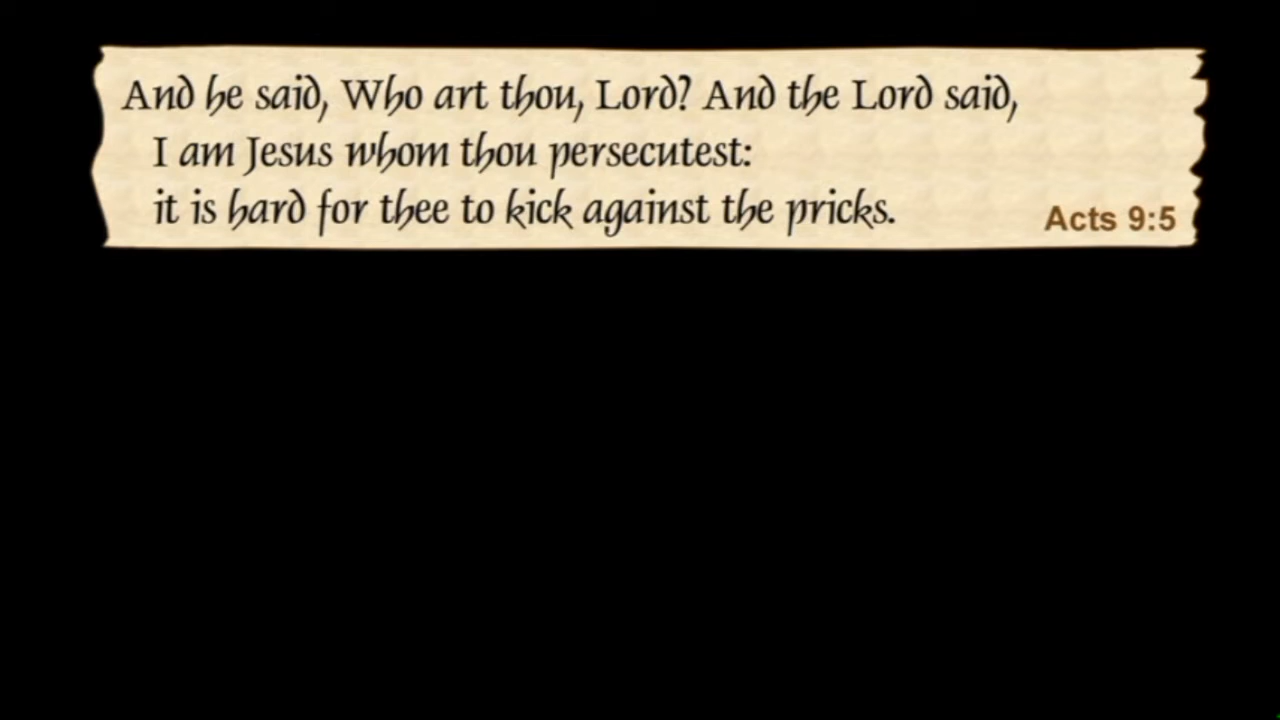 And he said, Who art thou, Lord? And the Lord said,
I am Jesus whom thou persecutest:
it is hard for thee to kick against the pricks.
Acts 9:5